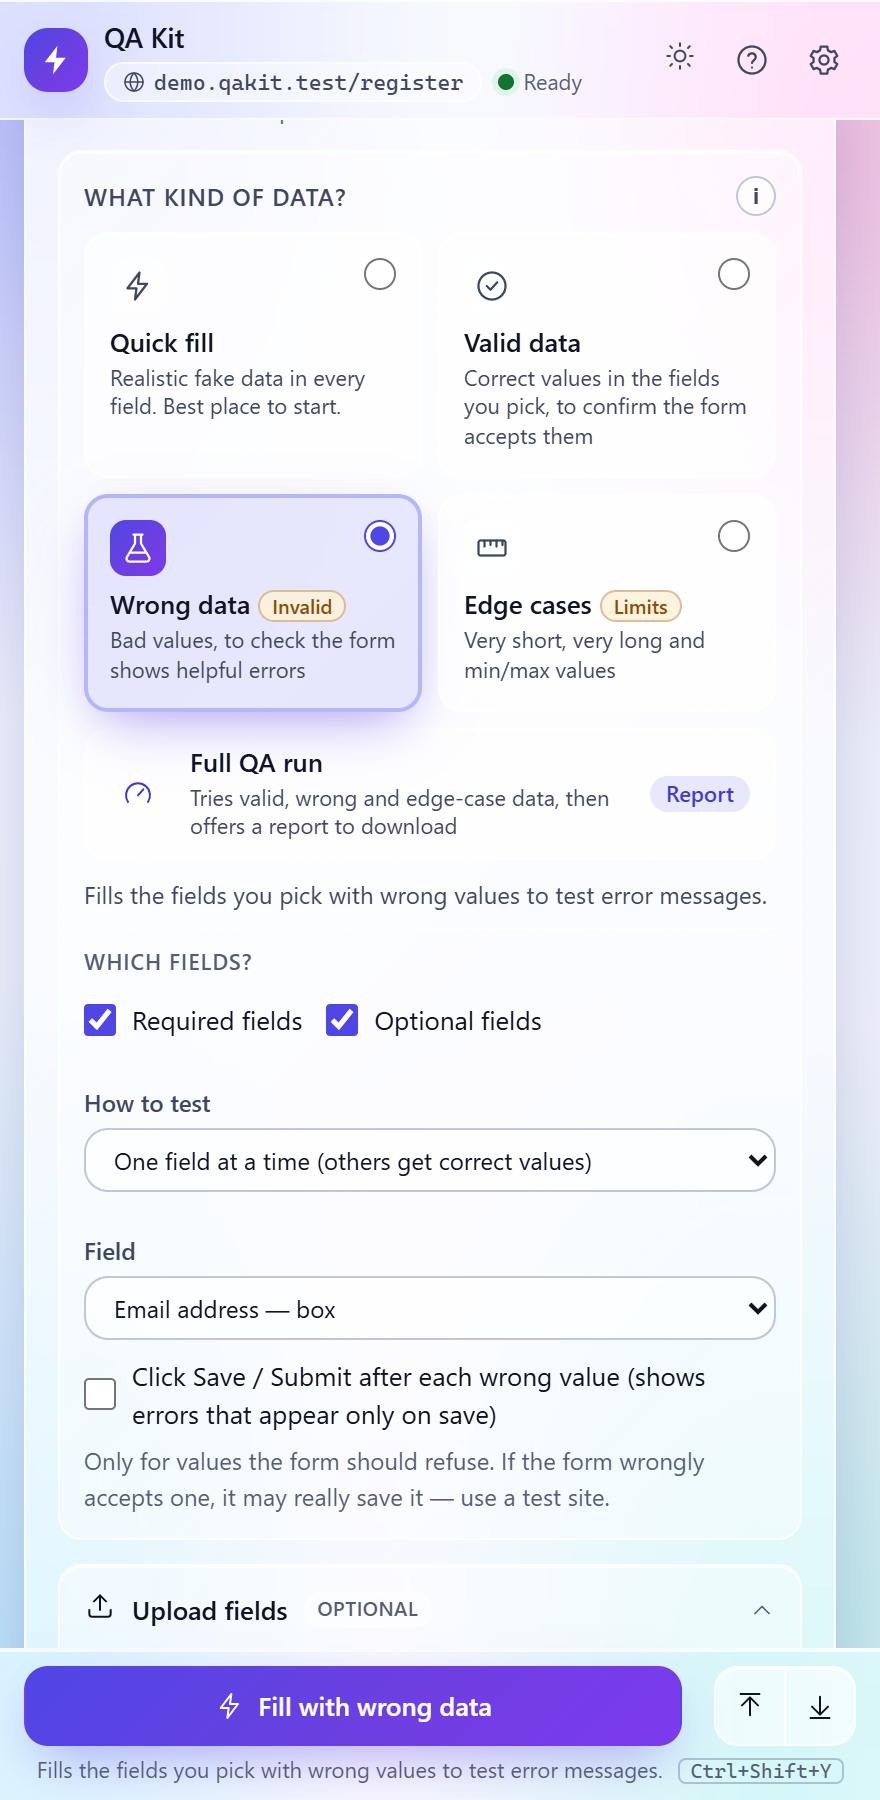 QA Kit
demo.qakit.test/register
Ready
WHAT KIND OF DATA?
i
Quick fill
Realistic fake data in every
field. Best place to start.
Valid data
Correct values in the fields
you pick, to confirm the form
accepts them
Wrong data Invalid
Bad values, to check the form
shows helpful errors
Edge cases Limits
Very short, very long and
min/max values
Full QA run
Tries valid, wrong and edge-case data, then
offers a report to download
Report
Fills the fields you pick with wrong values to test error messages.
WHICH FIELDS?
Required fields
Optional fields
How to test
One field at a time (others get correct values)
Field
Email address — box
Click Save / Submit after each wrong value (shows
errors that appear only on save)
Only for values the form should refuse. If the form wrongly
accepts one, it may really save it — use a test site.
Upload fields OPTIONAL
Fill with wrong data
Fills the fields you pick with wrong values to test error messages. Ctrl+Shift+Y